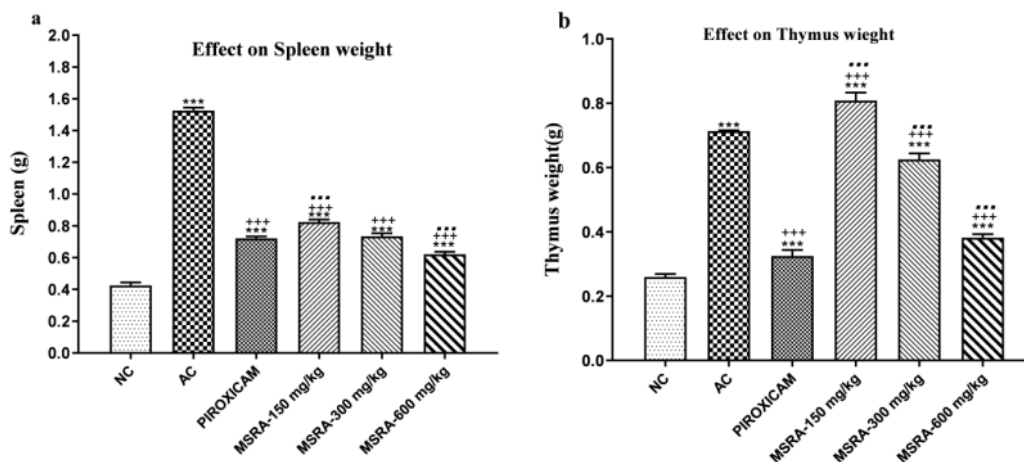 a
Effect on Spleen weight
Spleen (g)
2.0
1.8
1.6
1.4
1.2
1.0
0.8
0.6
0.4
0.2
0.0
***
+++
***
▪▪▪
+++
***
+++
***
▪▪▪
+++
***
NC
AC
PIROXICAM
MSRA-150 mg/kg
MSRA-300 mg/kg
MSRA-600 mg/kg
b
Effect on Thymus wieght
Thymus weight(g)
1.0
0.8
0.6
0.4
0.2
0.0
***
+++
***
▪▪▪
+++
***
▪▪▪
+++
***
▪▪▪
+++
***
NC
AC
PIROXICAM
MSRA-150 mg/kg
MSRA-300 mg/kg
MSRA-600 mg/kg